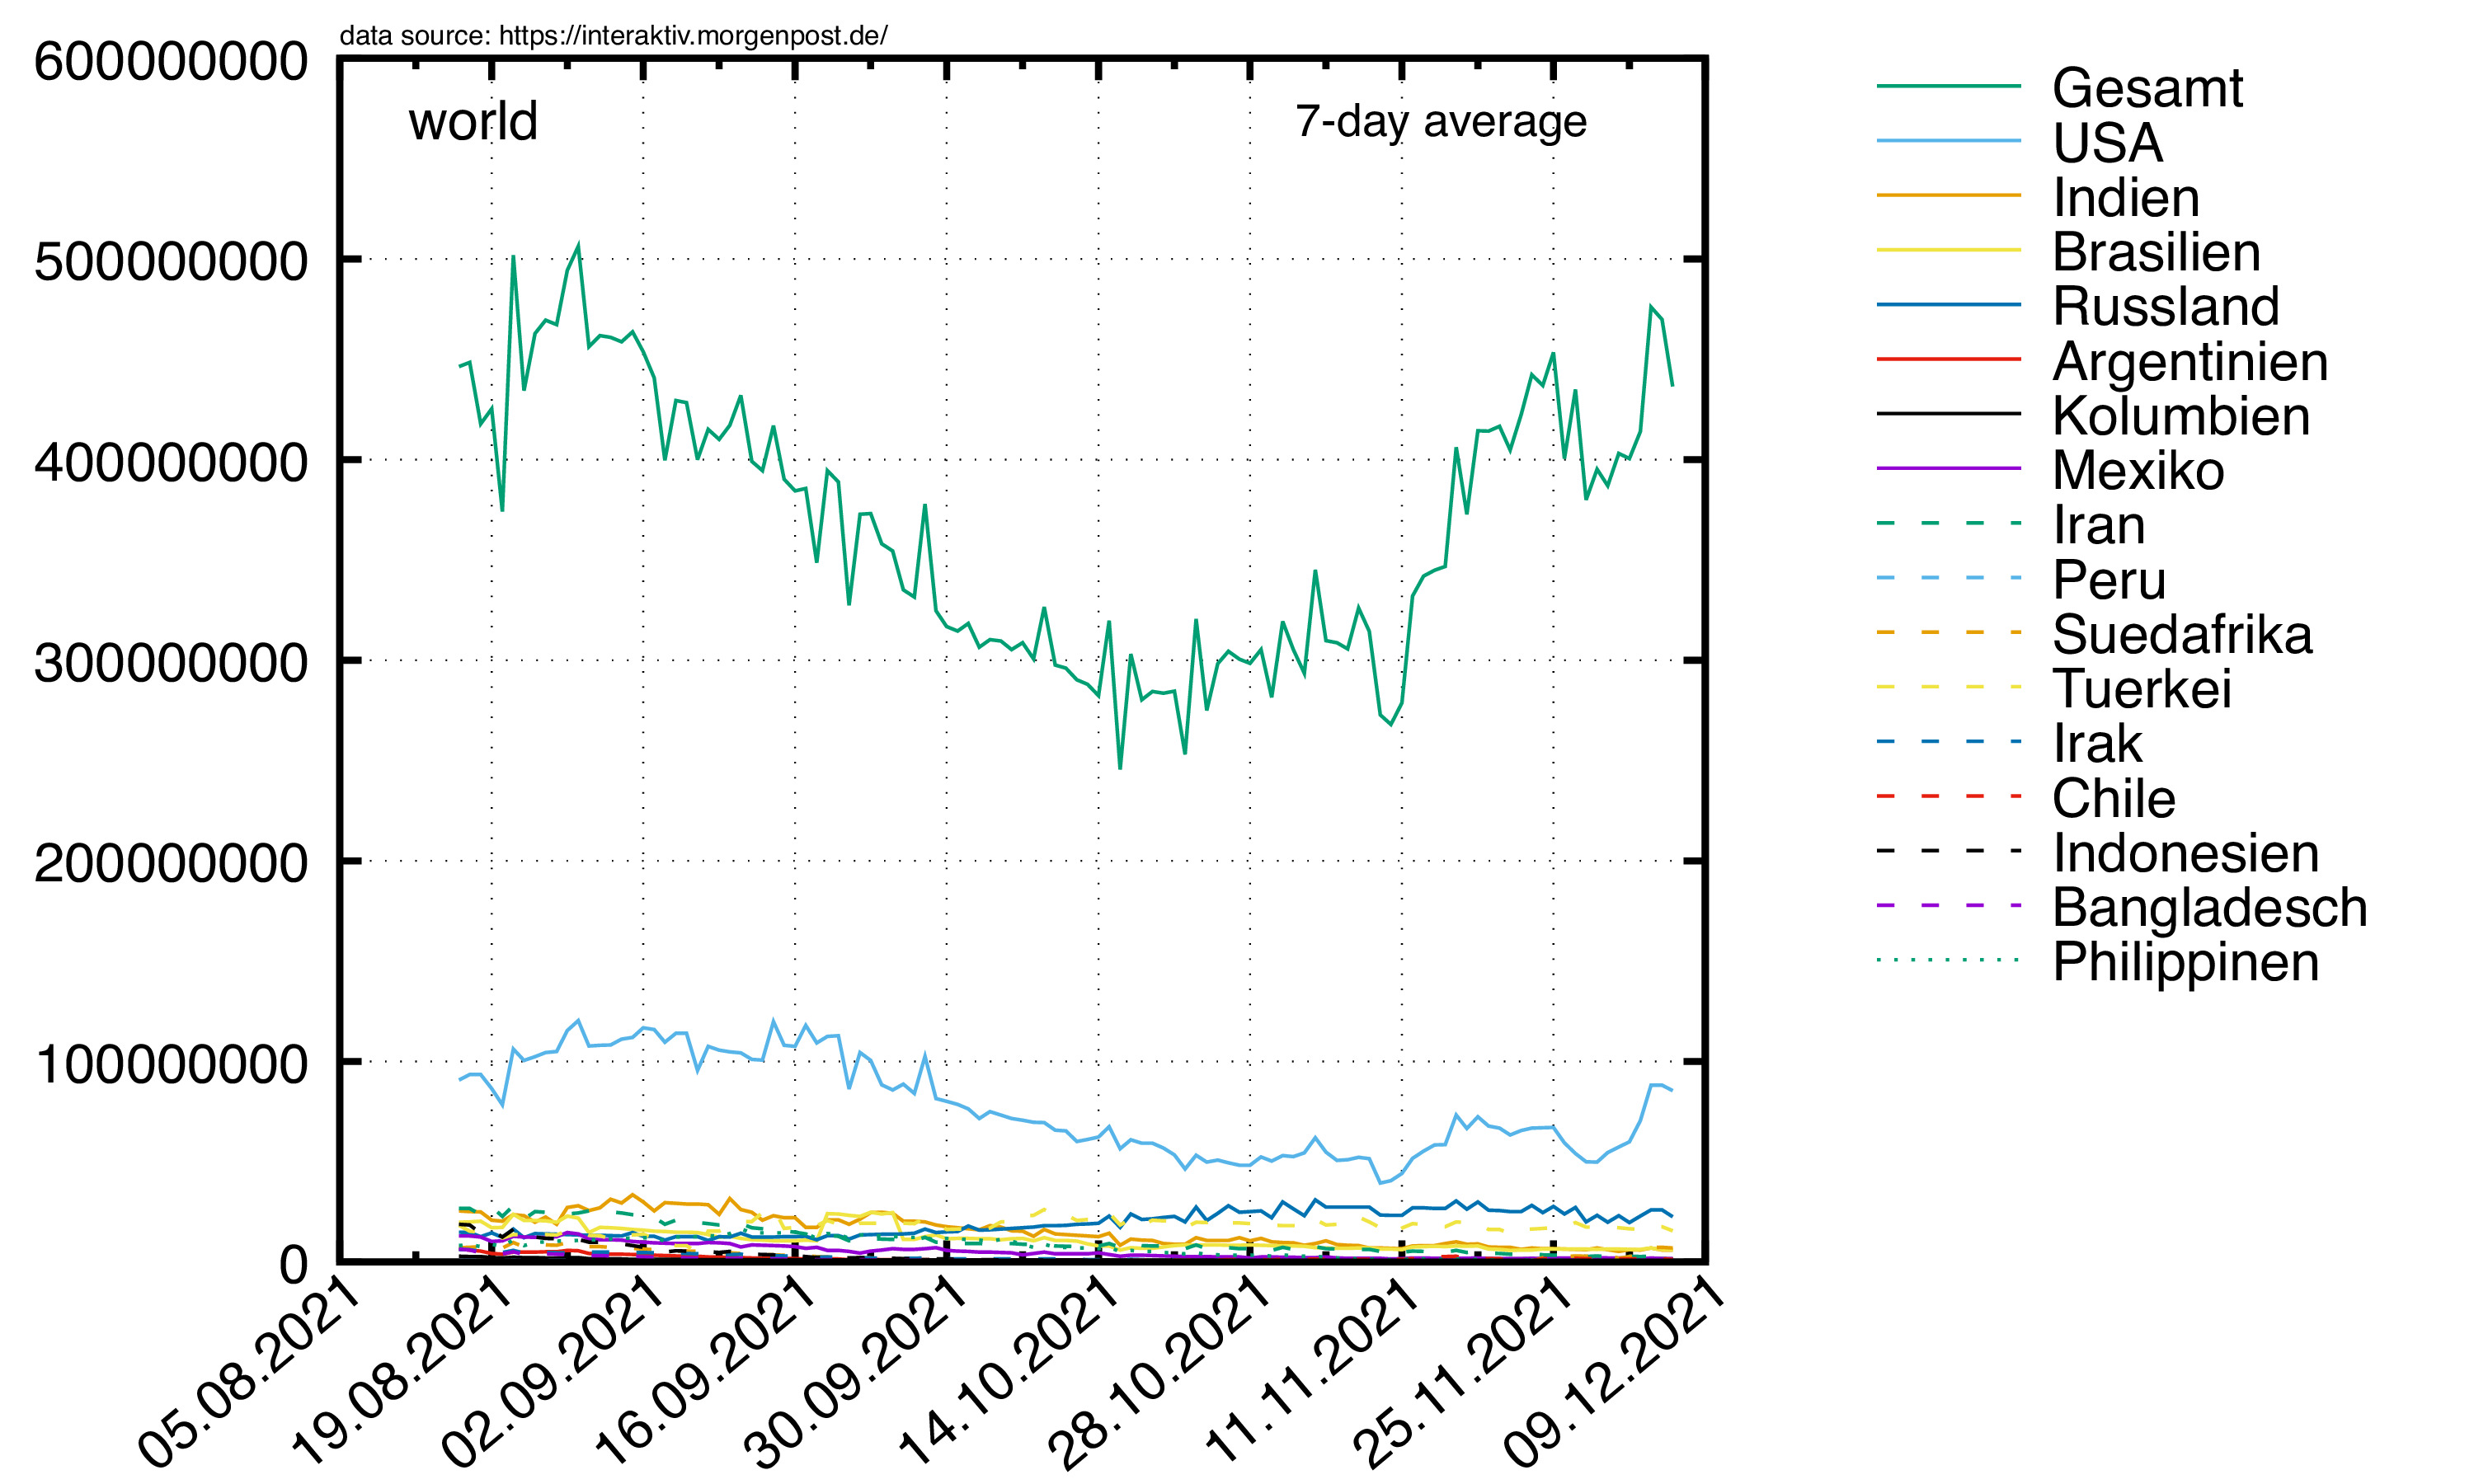 data source: https://interaktiv.morgenpost.de/
world
7-day average
600000000
500000000
400000000
300000000
200000000
100000000
0
05.08.2021
19.08.2021
02.09.2021
16.09.2021
30.09.2021
14.10.2021
28.10.2021
11.11.2021
25.11.2021
09.12.2021
Gesamt
USA
Indien
Brasilien
Russland
Argentinien
Kolumbien
Mexiko
Iran
Peru
Suedafrika
Tuerkei
Irak
Chile
Indonesien
Bangladesch
Philippinen